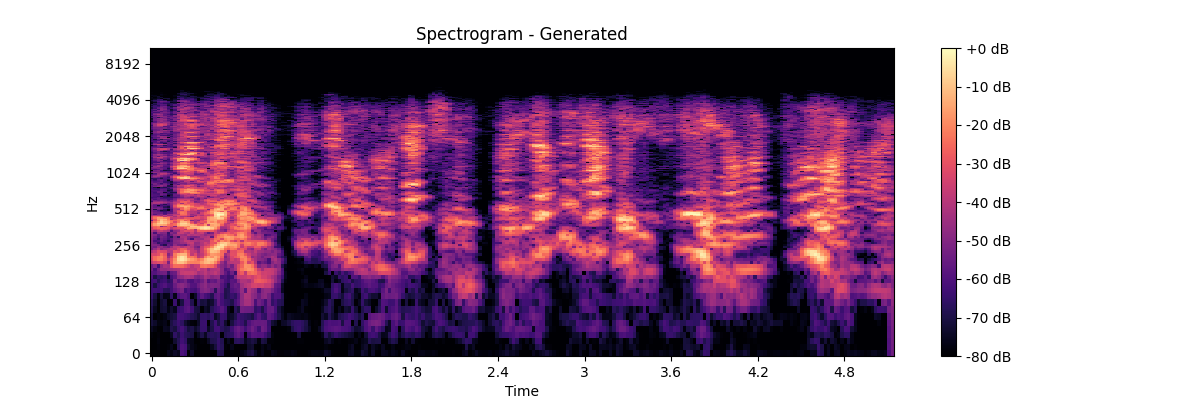 Spectrogram - Generated
8192
4096
2048
1024
512
256
128
64
0
Hz
0 0.6 1.2 1.8 2.4 3 3.6 4.2 4.8
Time
+0 dB
-10 dB
-20 dB
-30 dB
-40 dB
-50 dB
-60 dB
-70 dB
-80 dB